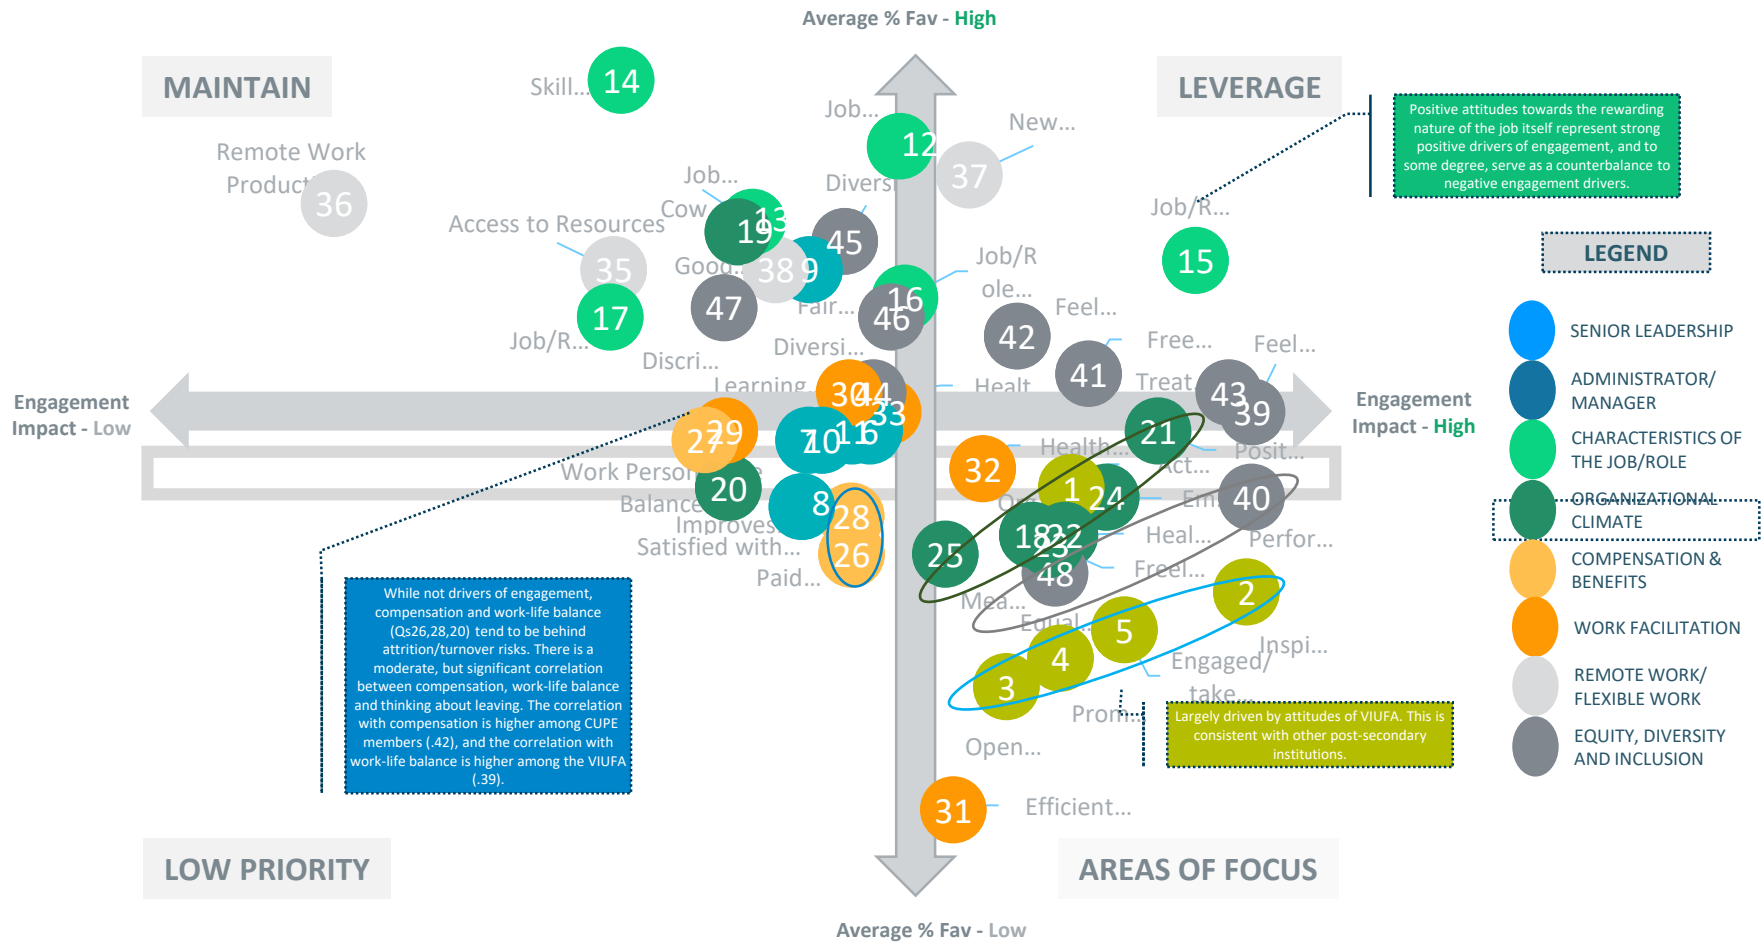 Average % Fav - High
MAINTAIN
LEVERAGE
Skill...
14
Job...
12
New...
37
Positive attitudes towards the rewarding
nature of the job itself represent strong
positive drivers of engagement, and to
some degree, serve as a counterbalance to
negative engagement drivers.
Remote Work
Product
36
Job...
Cow
13
19
Diversi
45
Access to Resources
35
Good...
38
9
Fair...
47
17
Job/R...
Discri...
Diversi...
16
46
Job/R
ole...
Job/R...
15
42
Feel...
41
Free...
Feel...
Treat...
43
39
Healt
Learning
30
44
33
Engagement
Impact - Low
Engagement
Impact - High
27
29
7
10
11
6
21
Posit...
Health...
32
Act...
1
24
Em
40
Work Person
Balance
20
Improves
8
28
Satisfied with...
26
Paid...
25
18
22
23
Heal...
Perfor...
48
Freel...
Mea...
Equal...
2
5
Inspi...
4
Engaged/
take...
3
Prom...
Open...
31
Efficient...
While not drivers of engagement,
compensation and work-life balance
(Qs26,28,20) tend to be behind
attrition/turnover risks. There is a
moderate, but significant correlation
between compensation, work-life balance
and thinking about leaving. The correlation
with compensation is higher among CUPE
members (.42), and the correlation with
work-life balance is higher among the VIUFA
(.39).
Largely driven by attitudes of VIUFA. This is
consistent with other post-secondary
institutions.
LOW PRIORITY
AREAS OF FOCUS
Average % Fav - Low
LEGEND
SENIOR LEADERSHIP
ADMINISTRATOR/
MANAGER
CHARACTERISTICS OF
THE JOB/ROLE
ORGANIZATIONAL
CLIMATE
COMPENSATION &
BENEFITS
WORK FACILITATION
REMOTE WORK/
FLEXIBLE WORK
EQUITY, DIVERSITY
AND INCLUSION